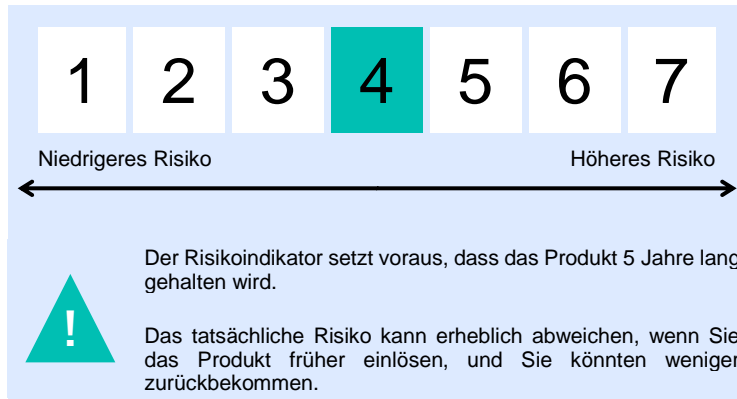 1 2 3 4 5 6 7
Niedrigeres Risiko Höheres Risiko
Der Risikoindikator setzt voraus, dass das Produkt 5 Jahre lang
gehalten wird.
!
Das tatsächliche Risiko kann erheblich abweichen, wenn Sie
das Produkt früher einlösen, und Sie könnten weniger
zurückbekommen.